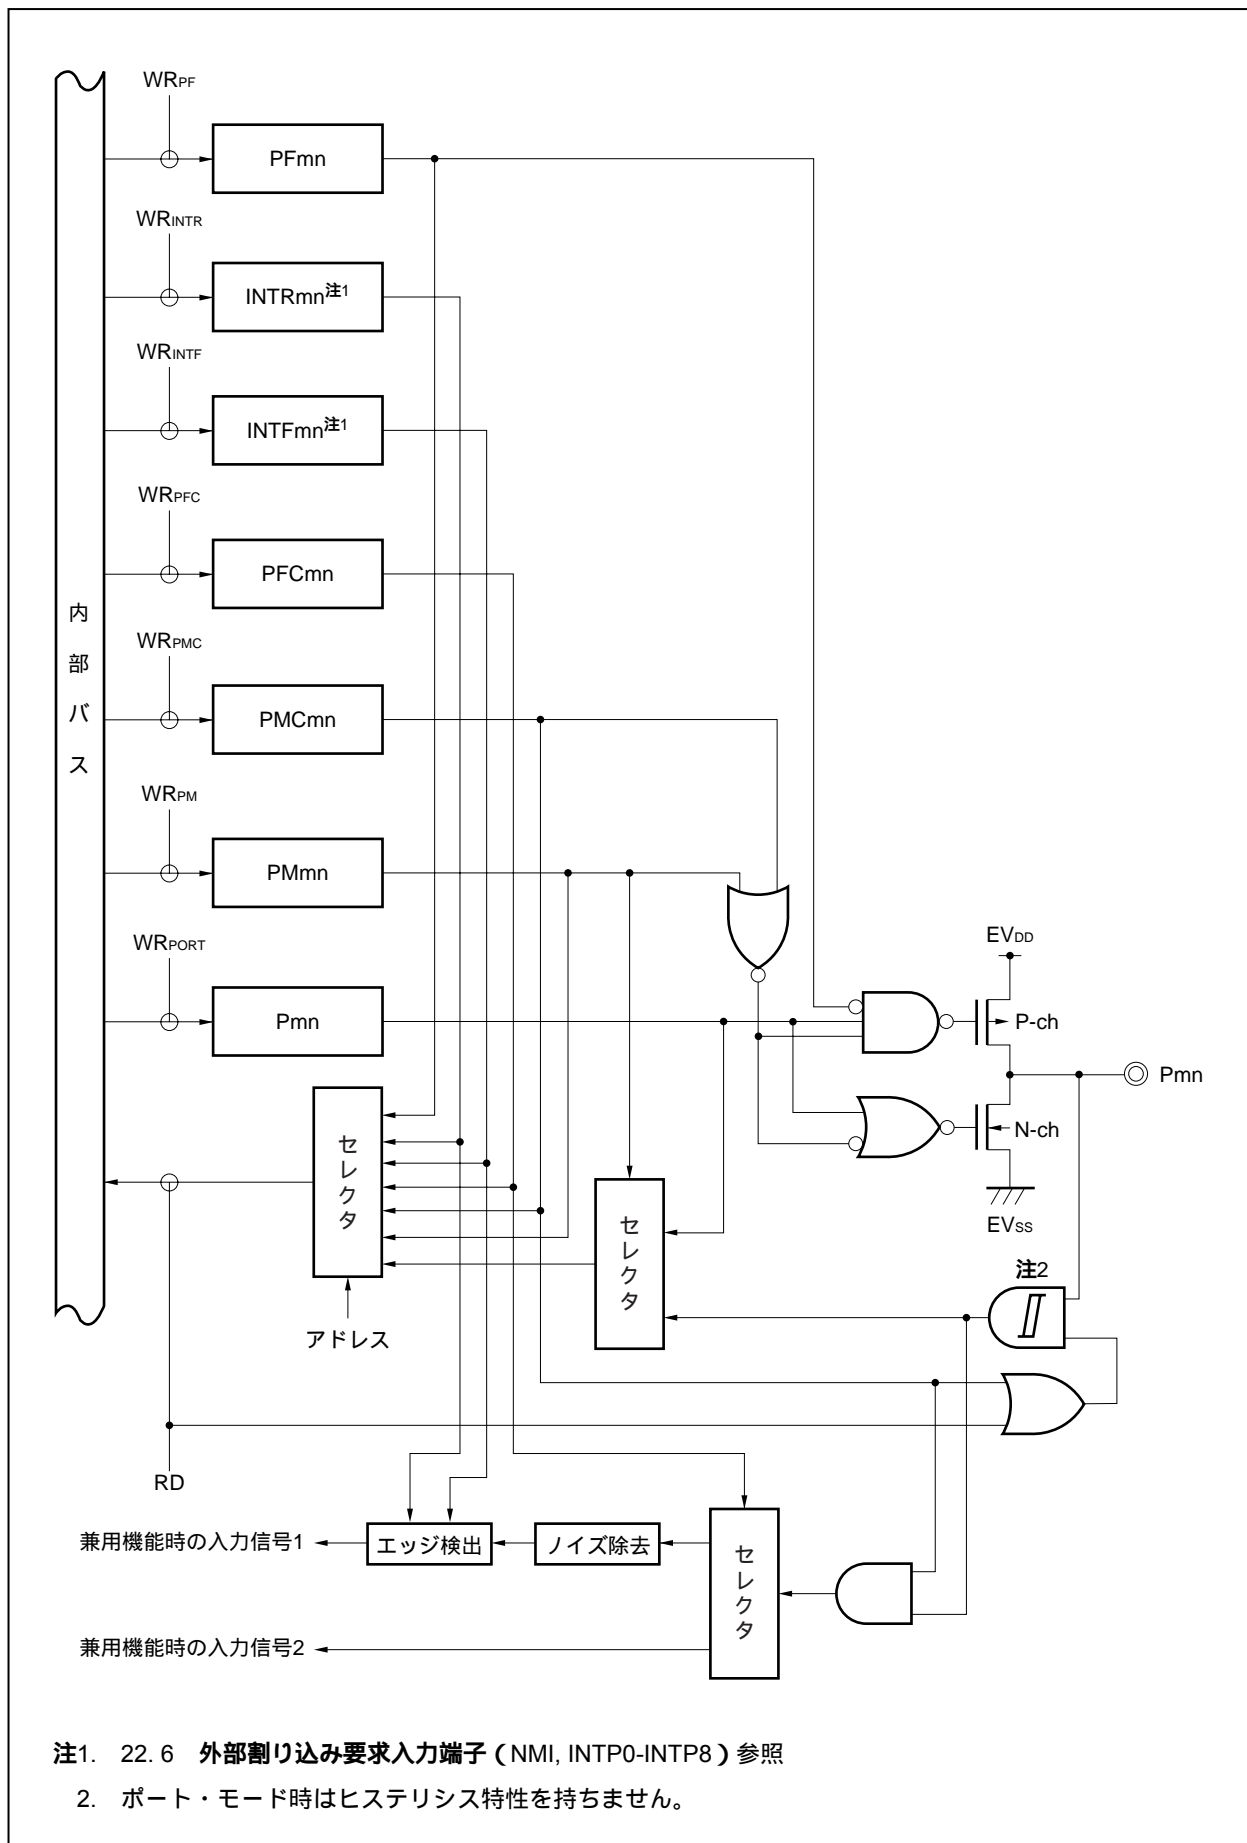 WRPF
PFmn
WRINTR
INTRmn注1
WRINTF
INTFmn注1
WRPFC
PFCmn
内部バス
WRPMC
PMCmn
WRPM
PMmn
WRPORT
Pmn
EVDD
P-ch
Pmn
N-ch
EVSS
セレクタ
セレクタ
注2
アドレス
RD
兼用機能時の入力信号1
エッジ検出
ノイズ除去
セレクタ
兼用機能時の入力信号2
注1. 22. 6 外部割り込み要求入力端子（NMI, INTP0-INTP8）参照
2. ポート・モード時はヒステリシス特性を持ちません。